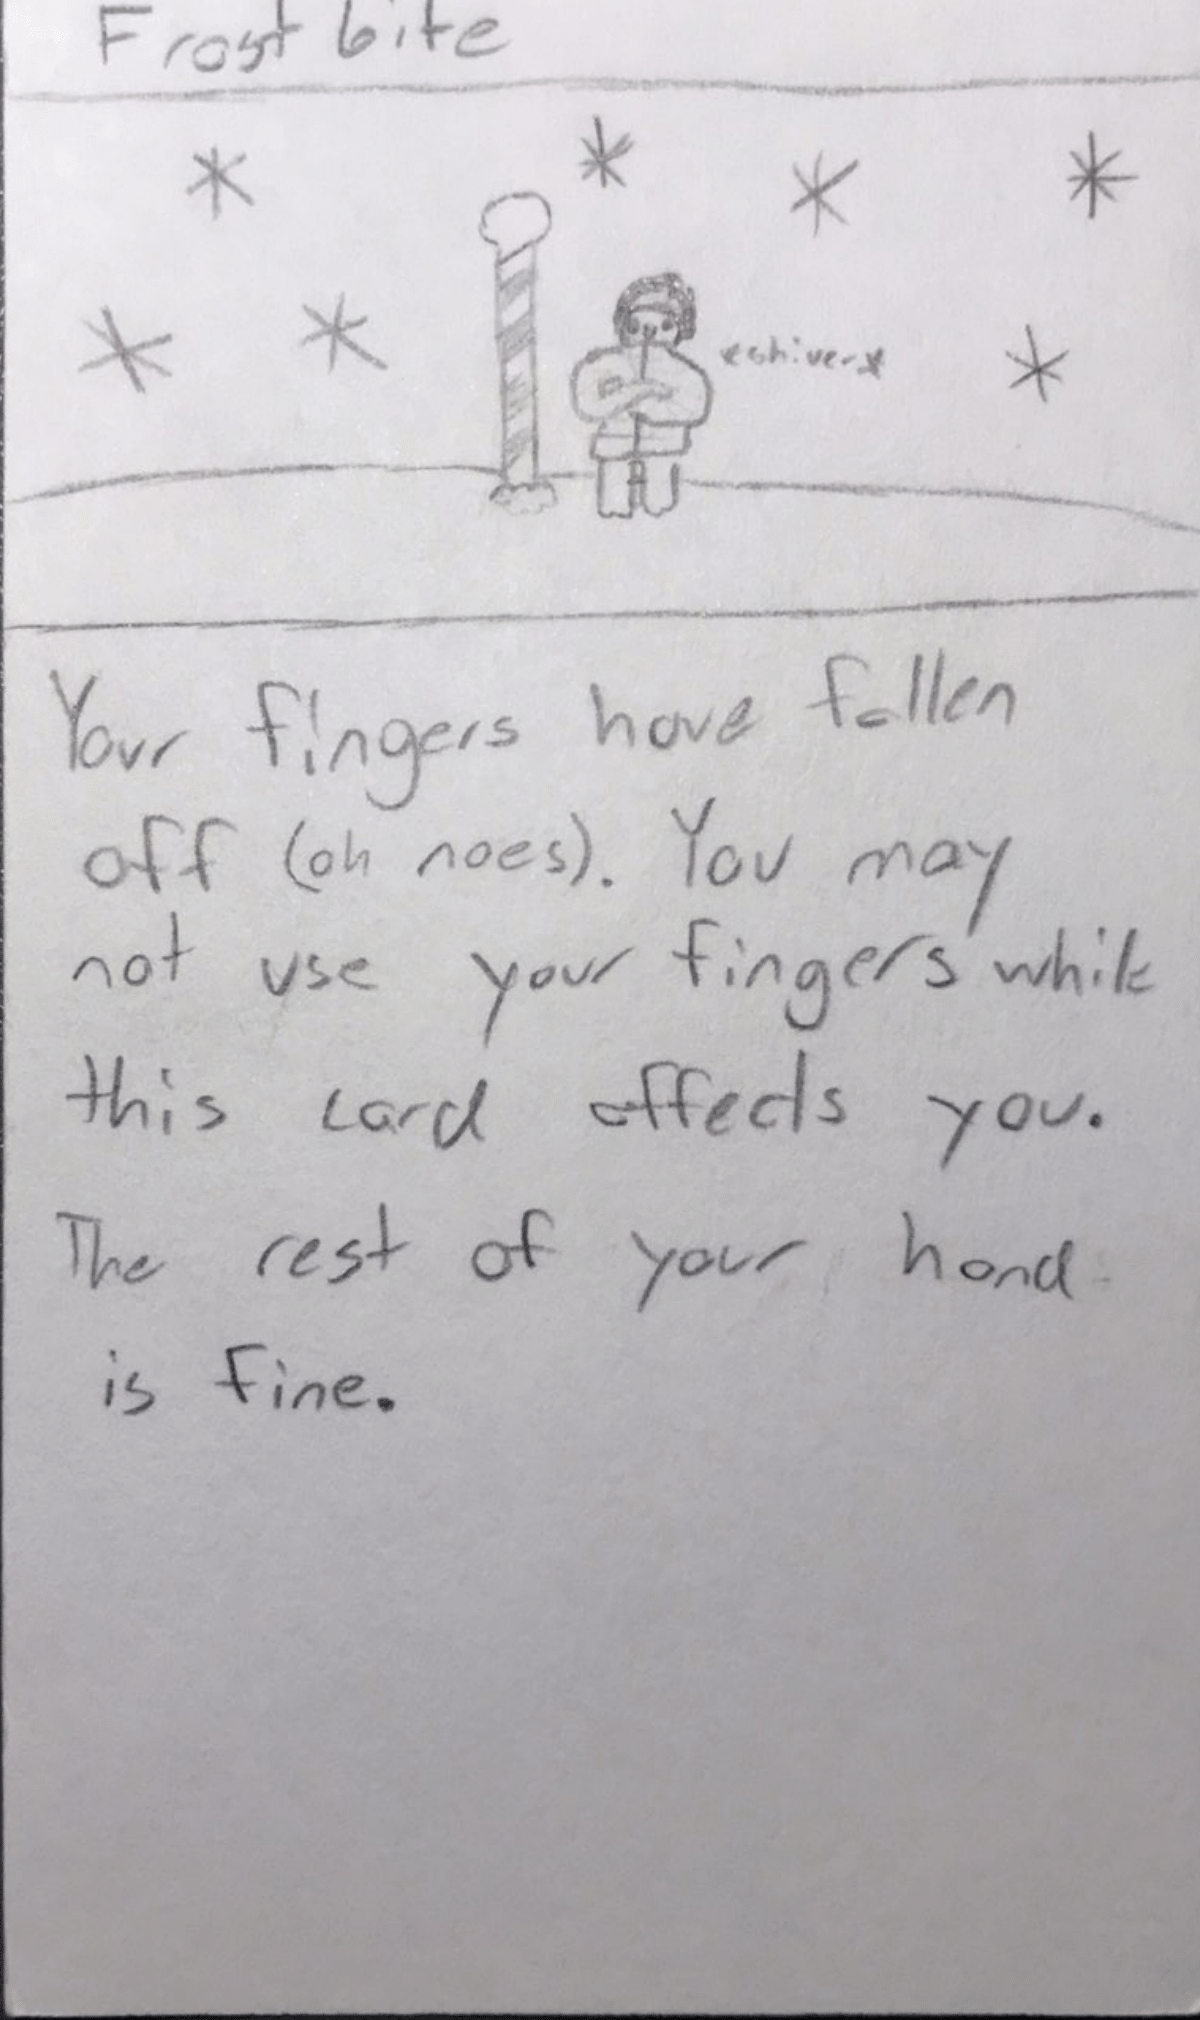 Frost bite
*shiver*
Your fingers have fallen
off (oh noes). You may
not use your fingers while
this card affects you.
The rest of your hand
is fine.